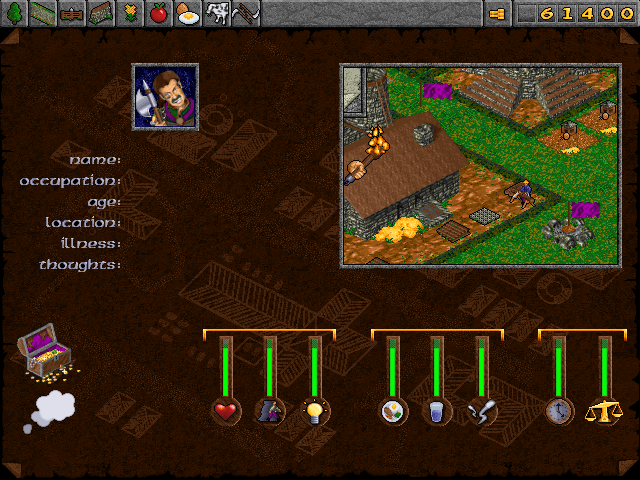 61400
name:
occupation:
age:
location:
illness:
thoughts: